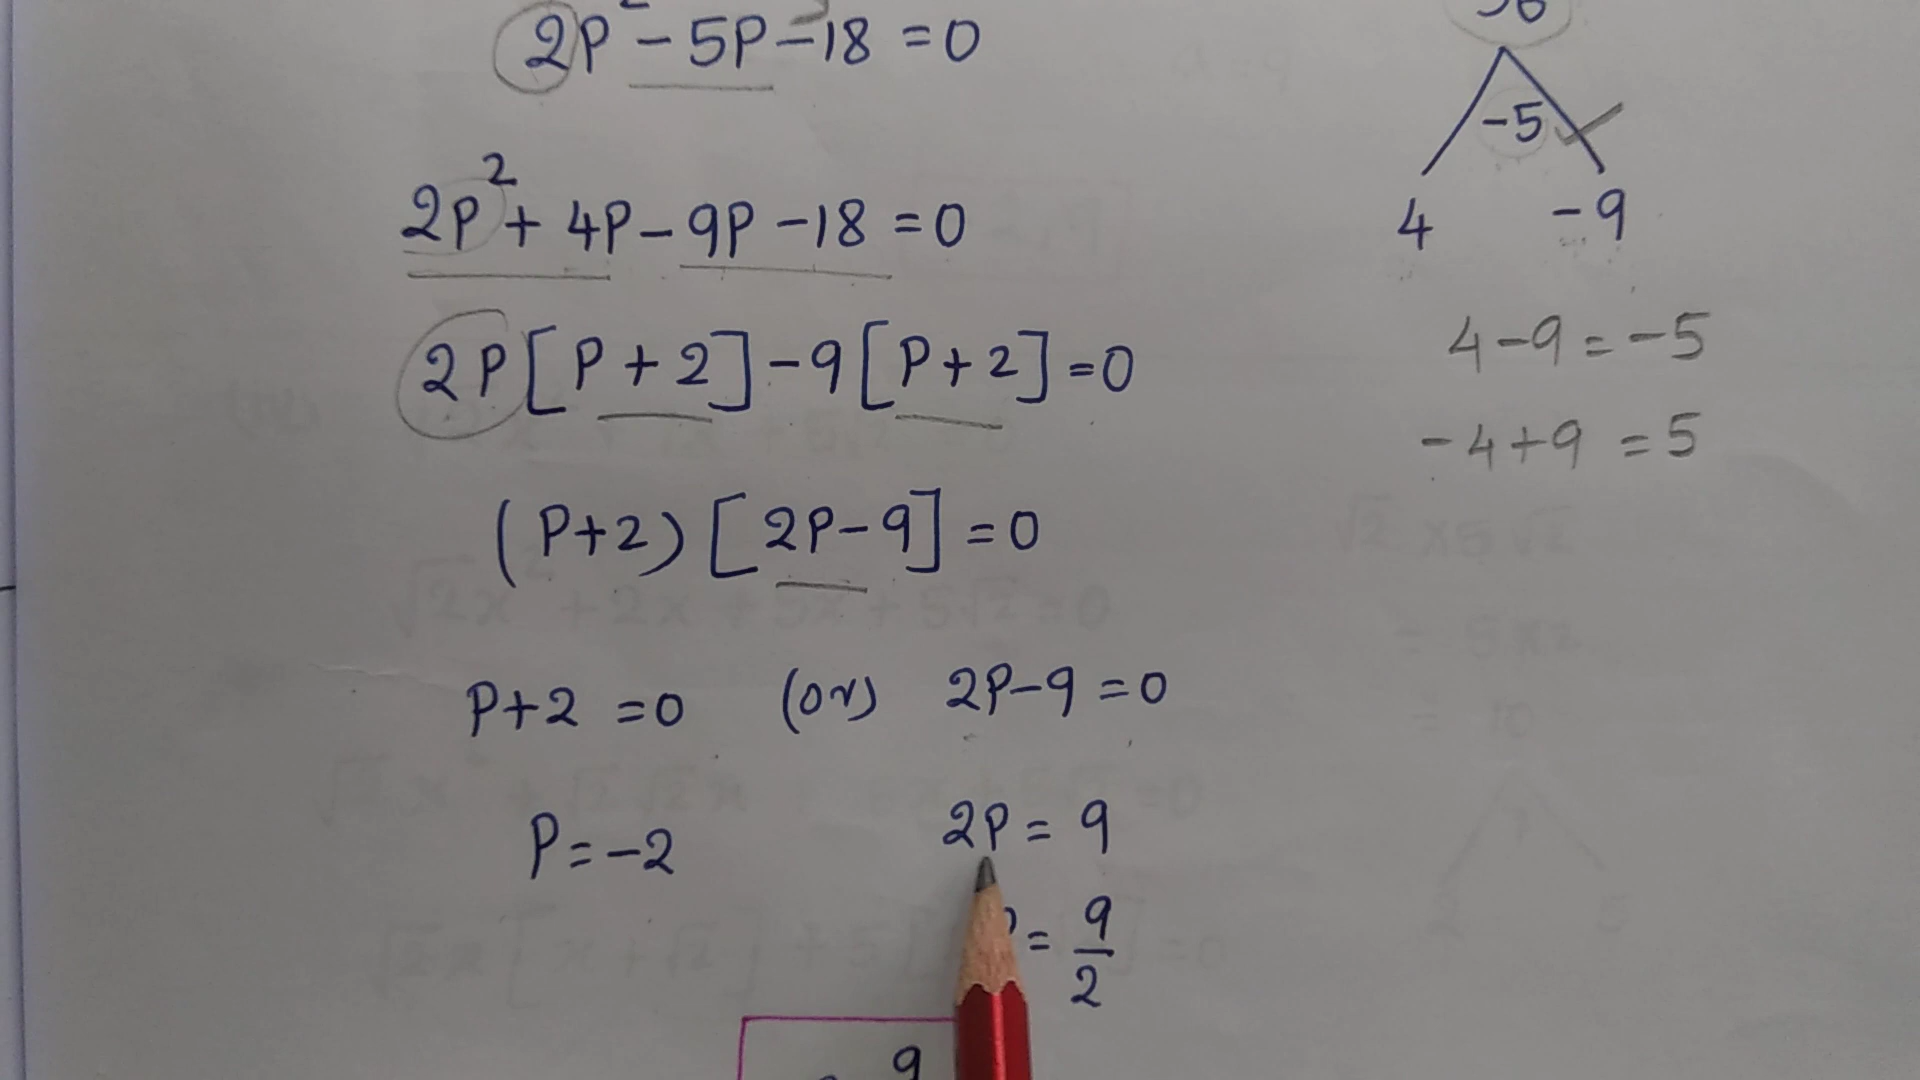 2P² - 5P - 18 = 0
2P² + 4P - 9P - 18 = 0
2P [P + 2] - 9 [P + 2] = 0
(P+2) [2P - 9] = 0
P+2 = 0 (or) 2P - 9 = 0
P = -2 2P = 9
= 9/2
9
-5
4 -9
4 - 9 = -5
-4 + 9 = 5